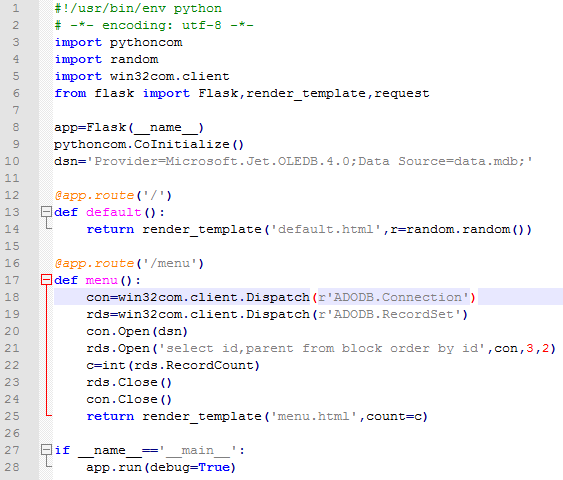 1 #!/usr/bin/env python
2 # -*- encoding: utf-8 -*-
3 import pythoncom
4 import random
5 import win32com.client
6 from flask import Flask,render_template,request
7
8 app=Flask(__name__)
9 pythoncom.CoInitialize()
10 dsn='Provider=Microsoft.Jet.OLEDB.4.0;Data Source=data.mdb;'
11
12 @app.route('/')
13 def default():
14     return render_template('default.html',r=random.random())
15
16 @app.route('/menu')
17 def menu():
18     con=win32com.client.Dispatch(r'ADODB.Connection')
19     rds=win32com.client.Dispatch(r'ADODB.RecordSet')
20     con.Open(dsn)
21     rds.Open('select id,parent from block order by id',con,3,2)
22     c=int(rds.RecordCount)
23     rds.Close()
24     con.Close()
25     return render_template('menu.html',count=c)
26
27 if __name__=='__main__':
28     app.run(debug=True)